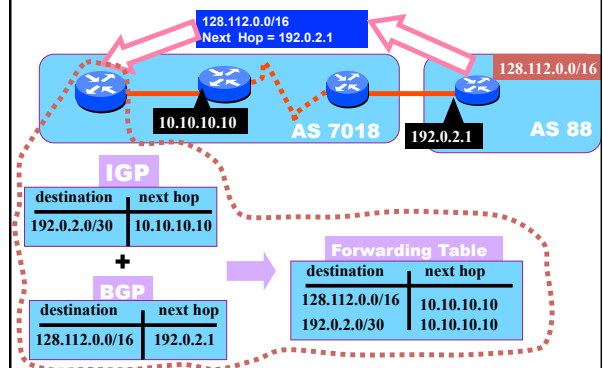 128.112.0.0/16
Next Hop = 192.0.2.1
128.112.0.0/16
10.10.10.10
AS 7018
192.0.2.1
AS 88
IGP
destination next hop
192.0.2.0/30 10.10.10.10
+
BGP
destination next hop
128.112.0.0/16 192.0.2.1
Forwarding Table
destination next hop
128.112.0.0/16 10.10.10.10
192.0.2.0/30 10.10.10.10